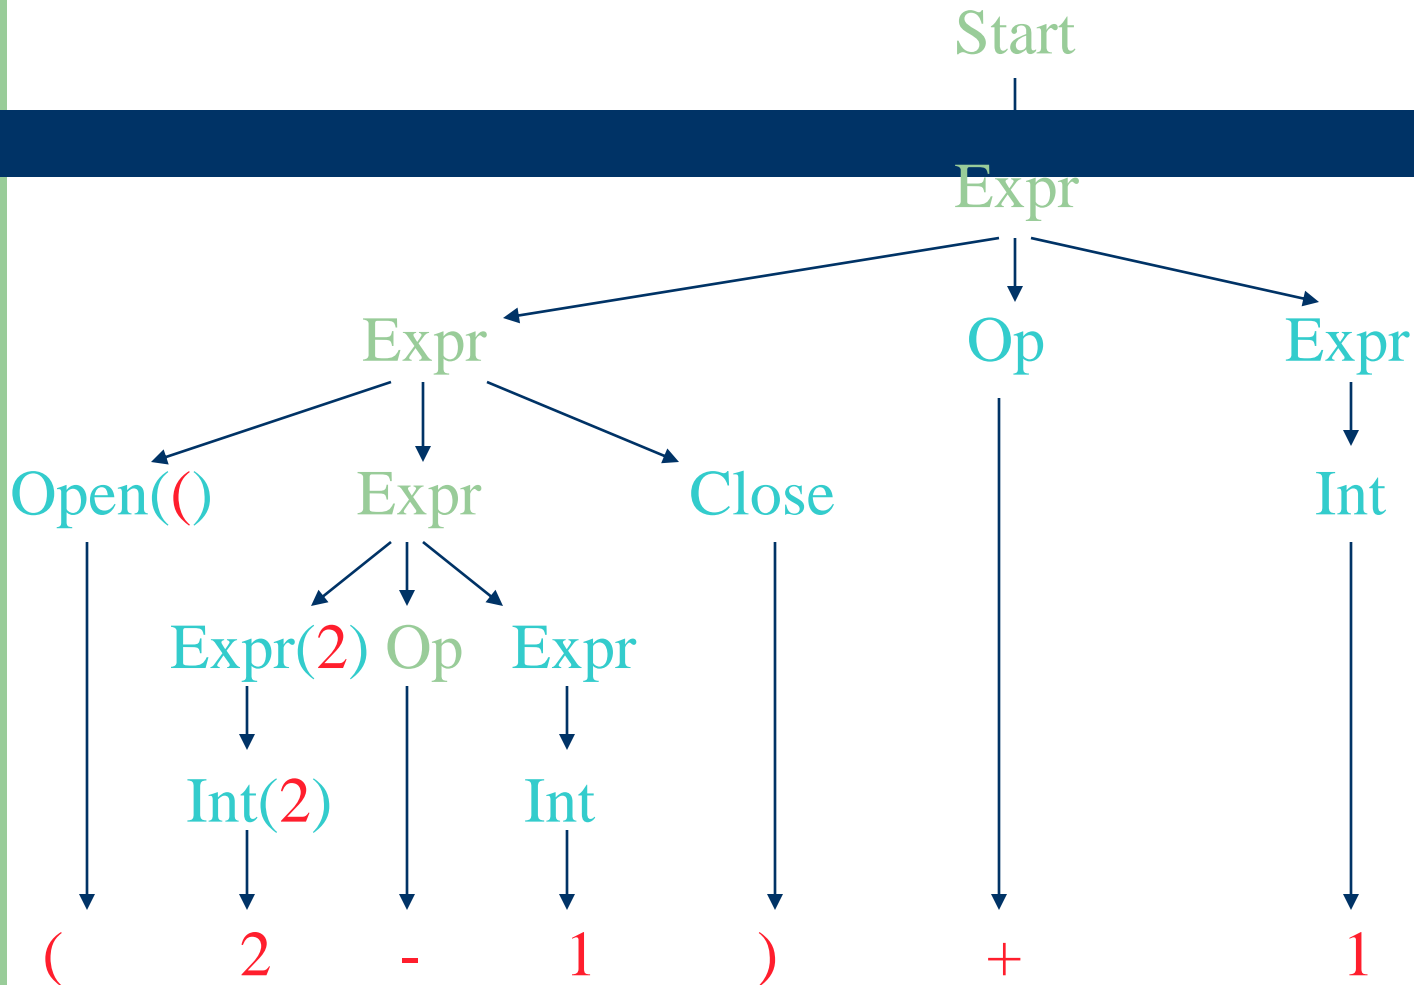 Start
Expr
Expr Op Expr
Open(() Expr Close Int
Expr(2) Op Expr
Int(2) Int
( 2 - 1 ) + 1